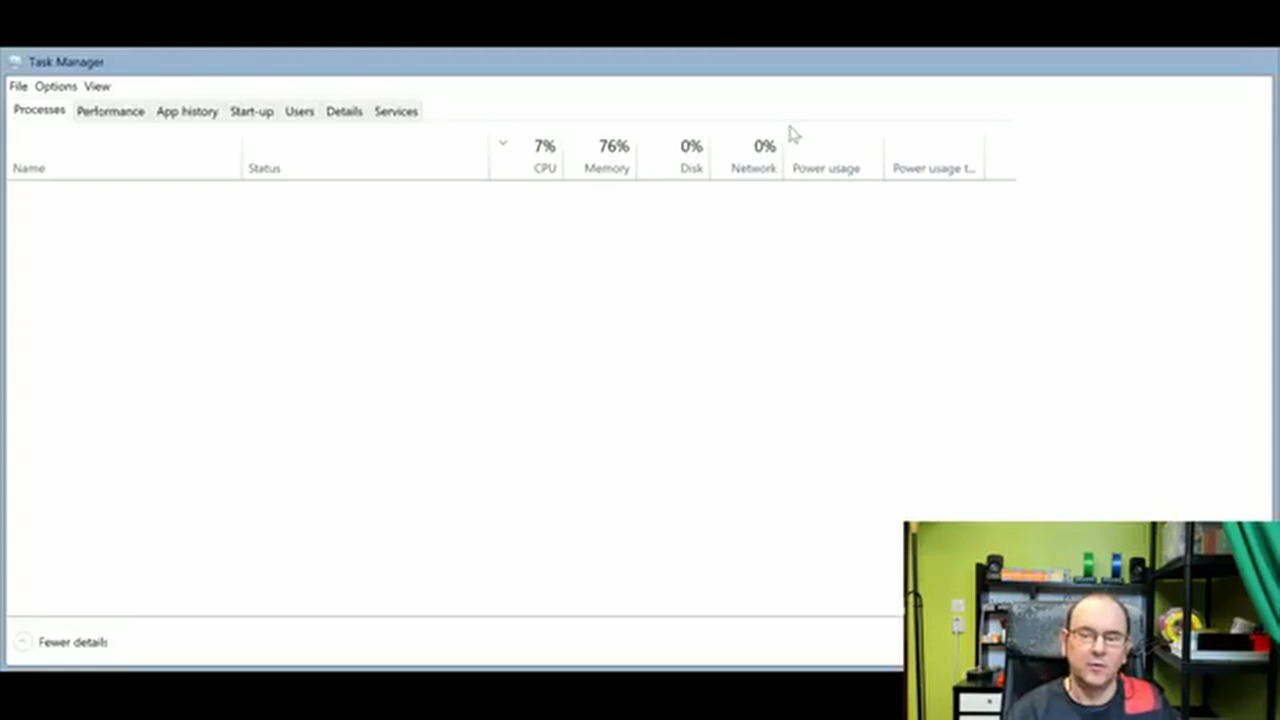 Task Manager
File Options View
Processes Performance App history Start-up Users Details Services
7% 76% 0% 0%
Name Status CPU Memory Disk Network Power usage Power usage t...
Fewer details